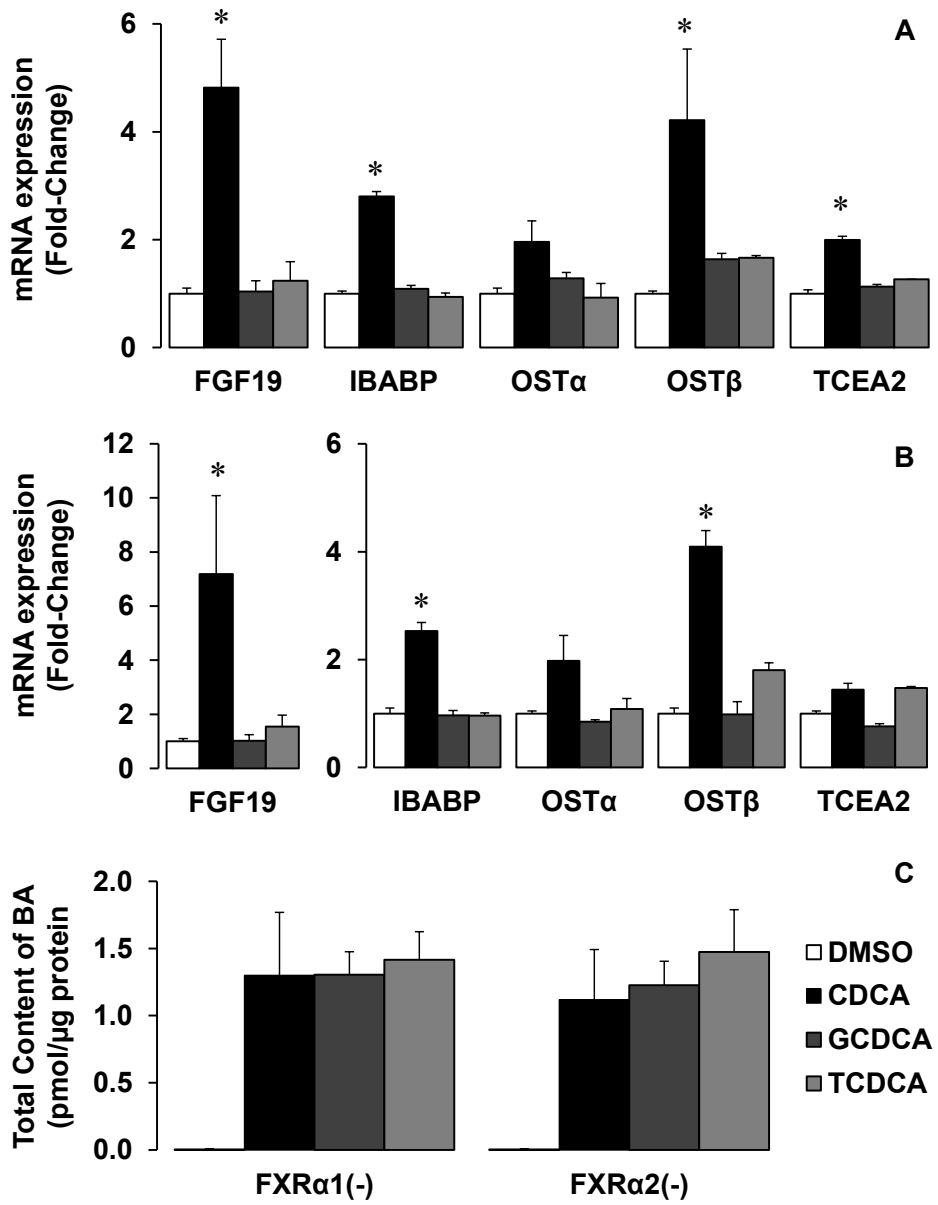 A
mRNA expression
(Fold-Change)
6
4
2
0
* * * *
FGF19 IBABP OSTα OSTβ TCEA2
B
mRNA expression
(Fold-Change)
12
10
8
6
4
2
0
*
FGF19
6
4
2
0
* *
IBABP OSTα OSTβ TCEA2
C
Total Content of BA
(pmol/µg protein
2.0
1.5
1.0
0.5
0.0
FXRα1(-) FXRα2(-)
DMSO
CDCA
GCDCA
TCDCA